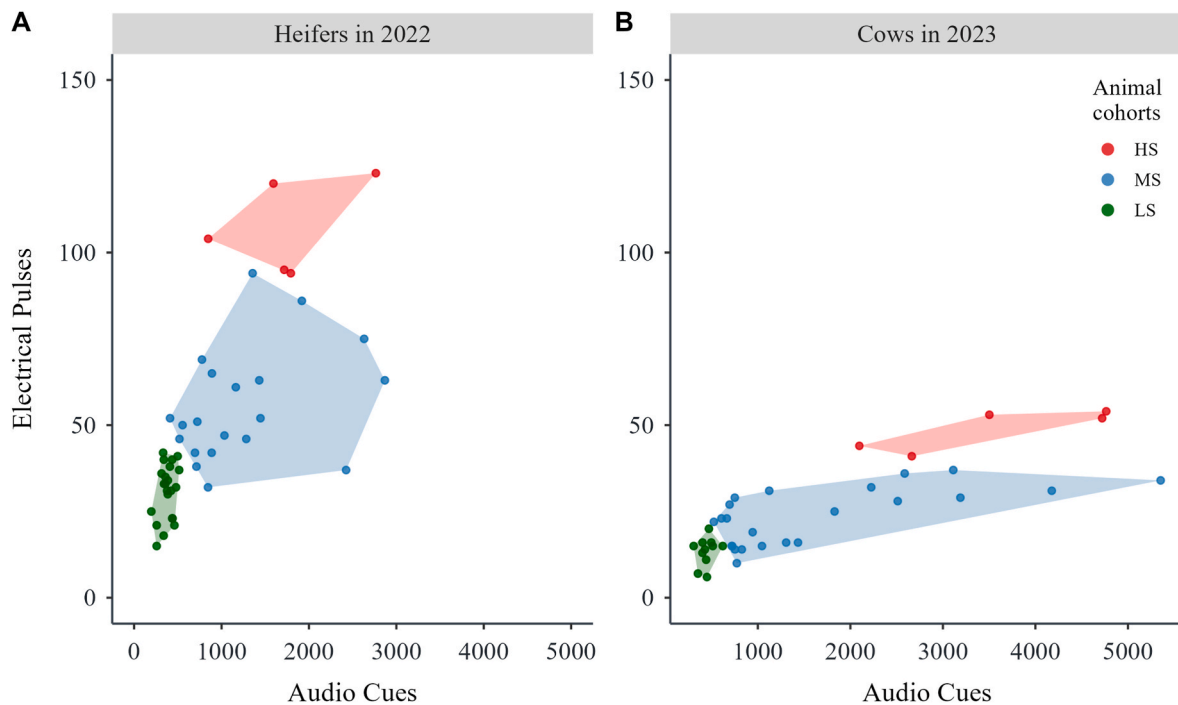 A
Heifers in 2022
B
Cows in 2023
Animal
cohorts
HS
MS
LS
Electrical Pulses
150
100
50
0
0 1000 2000 3000 4000 5000
Audio Cues
150
100
50
0
1000 2000 3000 4000 5000
Audio Cues